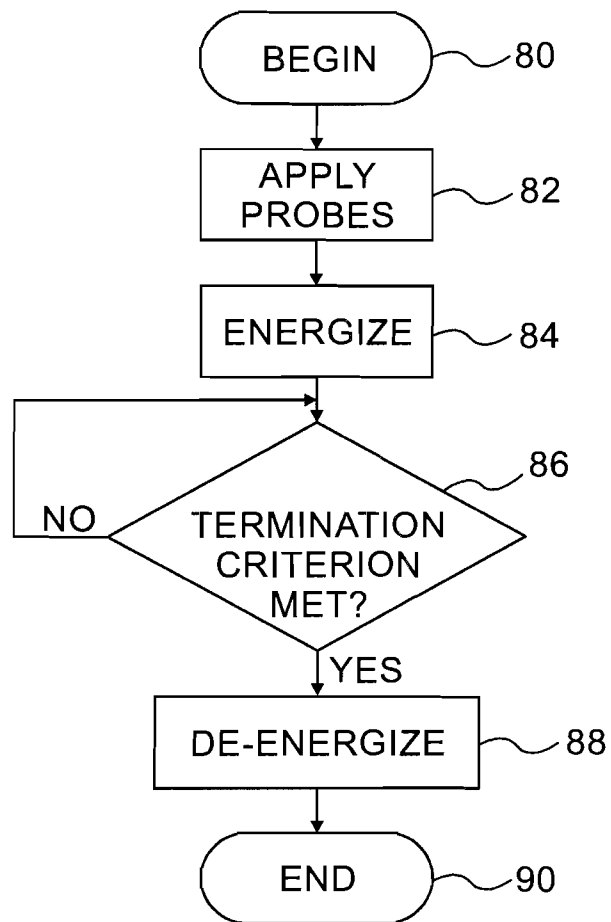 BEGIN
80
APPLY
PROBES
82
ENERGIZE
84
86
TERMINATION
CRITERION
MET?
NO
YES
DE-ENERGIZE
88
END
90